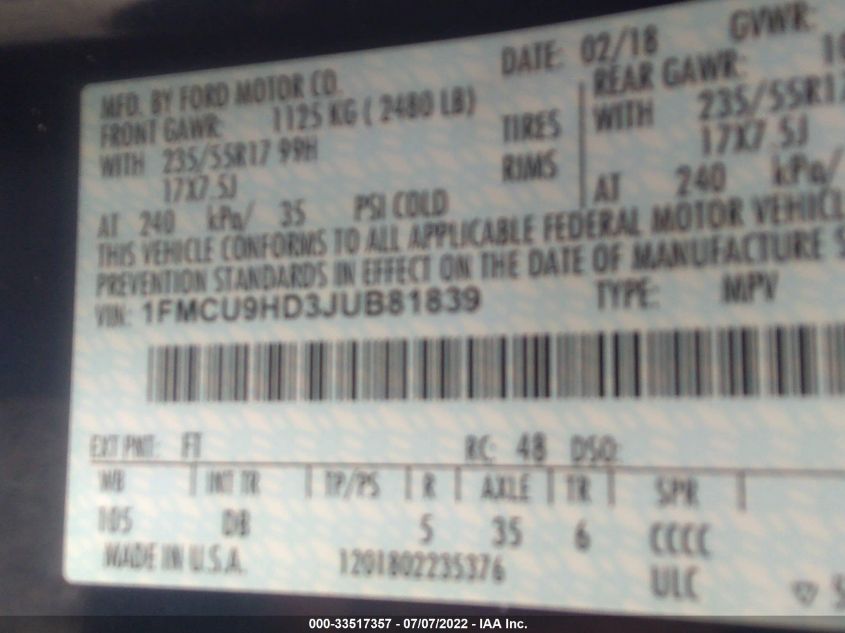 MFD. BY FORD MOTOR CO. DATE: 02/18 GVWR:
FRONT GAWR: 1125 KG ( 2480 LB) REAR GAWR:
WITH 235/55R17 99H TIRES WITH 235/55R17
17X7.5J RIMS 17X7.5J
AT 240 kPa/ 35 PSI COLD AT 240 kPa/
THIS VEHICLE CONFORMS TO ALL APPLICABLE FEDERAL MOTOR VEHICL
PREVENTION STANDARDS IN EFFECT ON THE DATE OF MANUFACTURE S
VIN: 1FMCU9HD3JUB81839 TYPE: MPV
EXT PNT: FT RC: 48 DSO:
WB INT TR TP/PS R AXLE TR SPR
105 DB 5 35 6 CCCC
MADE IN U.S.A. 1201802235376 ULC
000-33517357 - 07/07/2022 - IAA Inc.